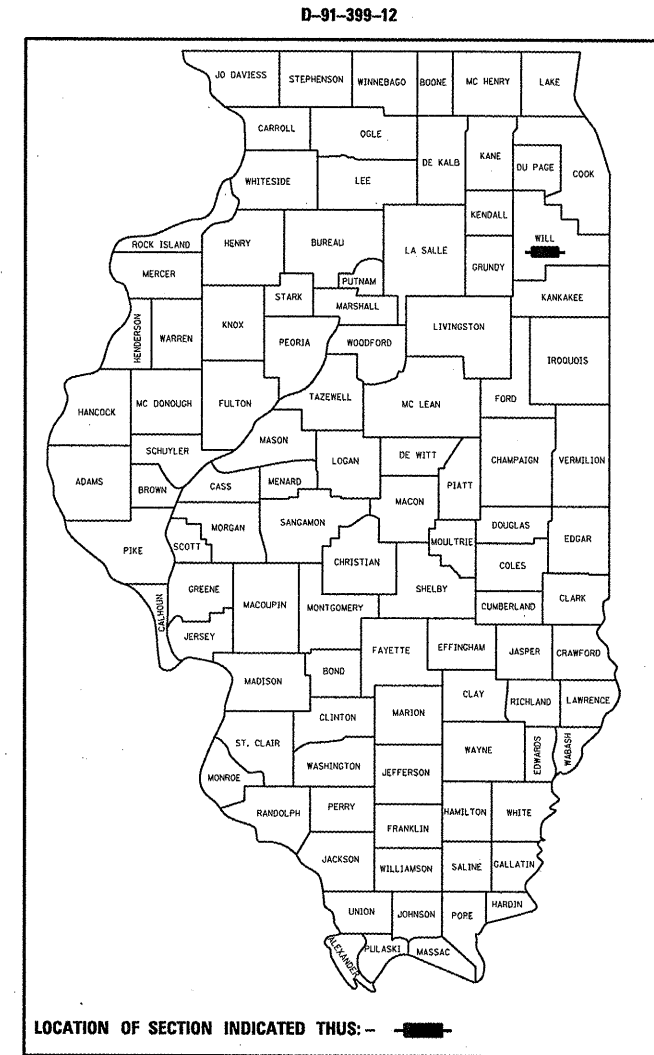 D-91-399-12
JO DAVIESS STEPHENSON WINNEBAGO BOONE MC HENRY LAKE
CARROLL OGLE DE KALB KANE DU PAGE COOK
WHITESIDE LEE
KENDALL
ROCK ISLAND HENRY BUREAU LA SALLE WILL
GRUNDY
MERCER PUTNAM
STARK MARSHALL KANKAKEE
HENDERSON WARREN KNOX LIVINGSTON
PEORIA WOODFORD IROQUOIS
TAZEWELL FORD
HANCOCK MC DONOUGH FULTON MC LEAN
MASON
SCHUYLER LOGAN DE WITT CHAMPAIGN VERMILION
ADAMS BROWN CASS MENARD PIATT
MACON
MORGAN SANGAMON DOUGLAS
PIKE SCOTT MOULTRIE EDGAR
CHRISTIAN COLES
GREENE SHELBY
CALHOUN MACOUPIN MONTGOMERY CUMBERLAND CLARK
JERSEY
FAYETTE EFFINGHAM JASPER CRAWFORD
MADISON BOND
CLAY RICHLAND LAWRENCE
CLINTON MARION
ST. CLAIR WAYNE EDWARDS WABASH
WASHINGTON JEFFERSON
MONROE
RANDOLPH PERRY HAMILTON WHITE
FRANKLIN
JACKSON WILLIAMSON SALINE GALLATIN
HARDIN
UNION JOHNSON POPE
ALEXANDER PULASKI MASSAC
LOCATION OF SECTION INDICATED THUS: -